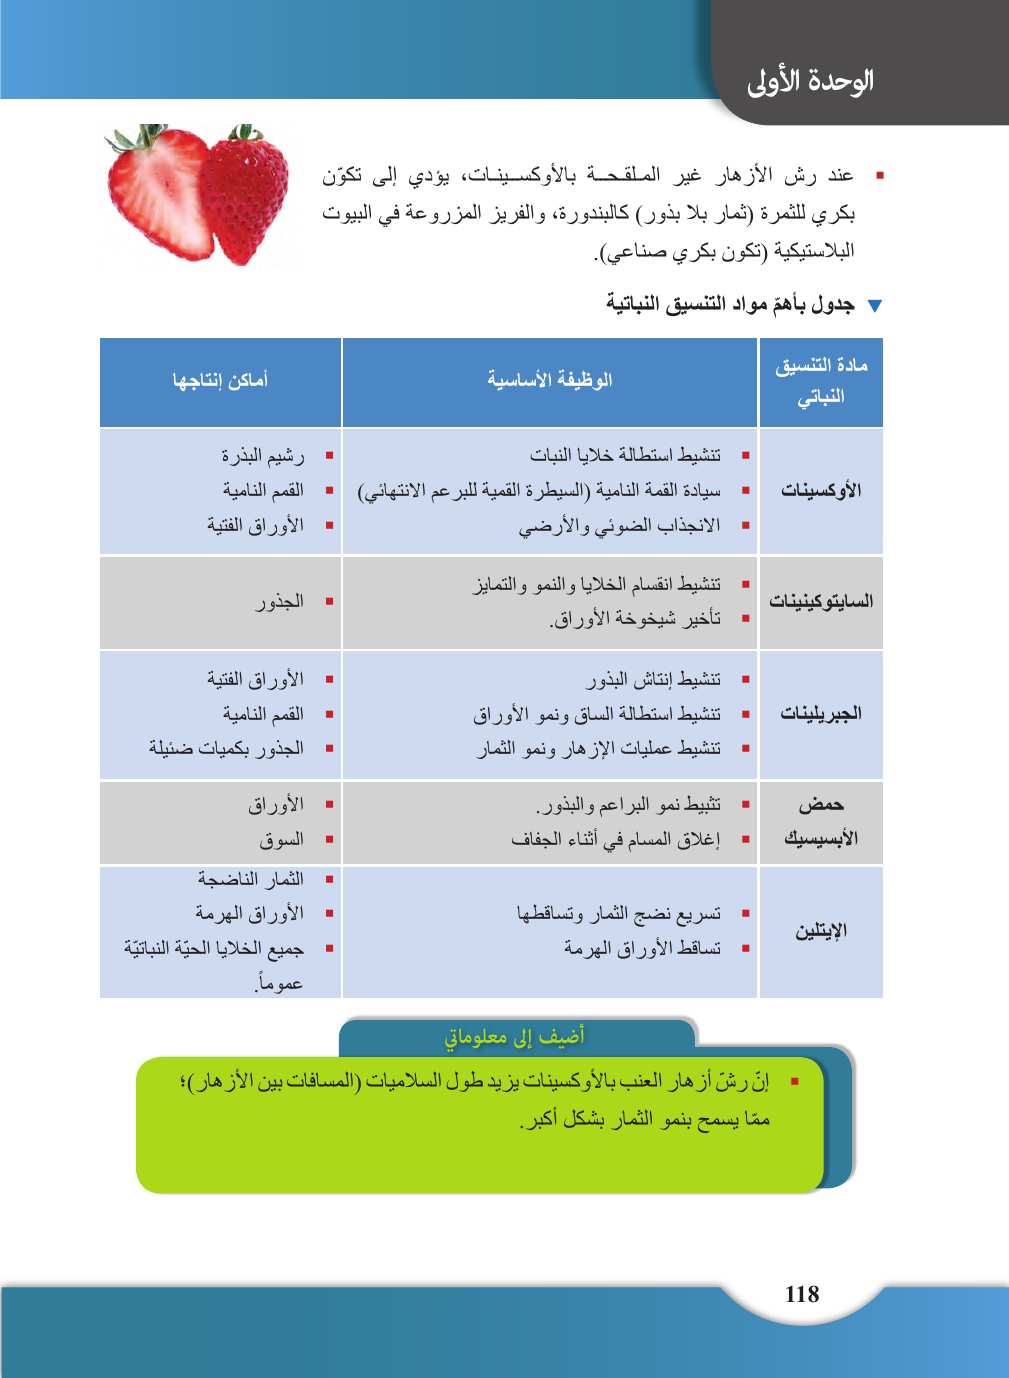 الوحدة الأولى
▪ عند رش الأزهار غير الملقحة بالأوكسينات، يؤدي إلى تكوّن
بكري للثمرة (ثمار بلا بذور) كالبندورة، والفريز المزروعة في البيوت
البلاستيكية (تكون بكري صناعي).
▼ جدول بأهمّ مواد التنسيق النباتية
مادة التنسيق
النباتي
الوظيفة الأساسية
أماكن إنتاجها
الأوكسينات
▪ تنشيط استطالة خلايا النبات
▪ سيادة القمة النامية (السيطرة القمية للبرعم الانتهائي)
▪ الانجذاب الضوئي والأرضي
▪ رشيم البذرة
▪ القمم النامية
▪ الأوراق الفتية
السايتوكينينات
▪ تنشيط انقسام الخلايا والنمو والتمايز
▪ تأخير شيخوخة الأوراق.
▪ الجذور
الجبريلينات
▪ تنشيط إنتاش البذور
▪ تنشيط استطالة الساق ونمو الأوراق
▪ تنشيط عمليات الإزهار ونمو الثمار
▪ الأوراق الفتية
▪ القمم النامية
▪ الجذور بكميات ضئيلة
حمض
الأبسيسيك
▪ تثبيط نمو البراعم والبذور.
▪ إغلاق المسام في أثناء الجفاف
▪ الأوراق
▪ السوق
الإيتلين
▪ تسريع نضج الثمار وتساقطها
▪ تساقط الأوراق الهرمة
▪ الثمار الناضجة
▪ الأوراق الهرمة
▪ جميع الخلايا الحيّة النباتيّة
عموماً.
أضيف إلى معلوماتي
▪ إنّ رشّ أزهار العنب بالأوكسينات يزيد طول السلاميات (المسافات بين الأزهار)؛
ممّا يسمح بنمو الثمار بشكل أكبر.
118